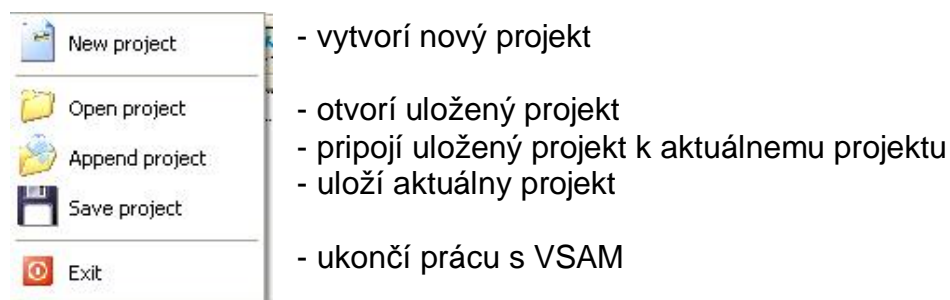 New project - vytvorí nový projekt
Open project - otvorí uložený projekt
Append project - pripojí uložený projekt k aktuálnemu projektu
Save project - uloží aktuálny projekt
Exit - ukončí prácu s VSAM